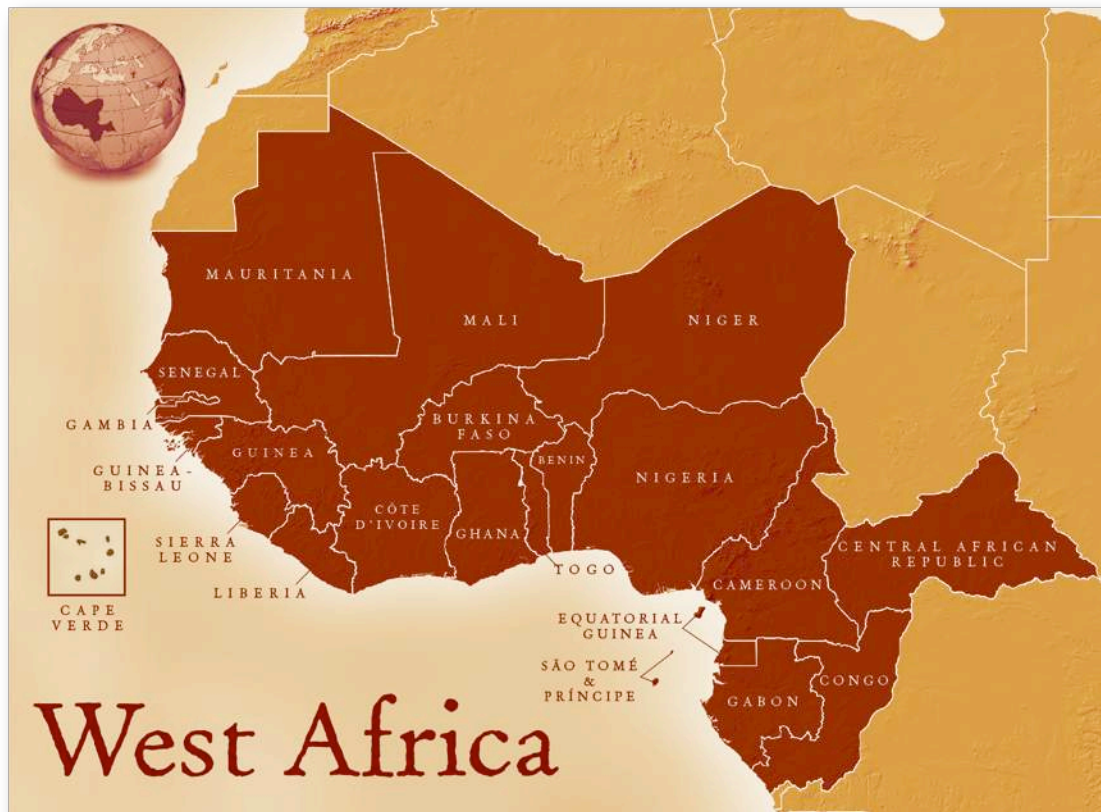 MAURITANIA
MALI
NIGER
SENEGAL
GAMBIA
BURKINA
FASO
GUINEA
BENIN
GUINEA-
BISSAU
NIGERIA
CÔTE
D'IVOIRE
GHANA
SIERRA
LEONE
CENTRAL AFRICAN
REPUBLIC
TOGO
LIBERIA
CAMEROON
CAPE
VERDE
EQUATORIAL
GUINEA
SÃO TOMÉ
&
PRÍNCIPE
CONGO
GABON
West Africa